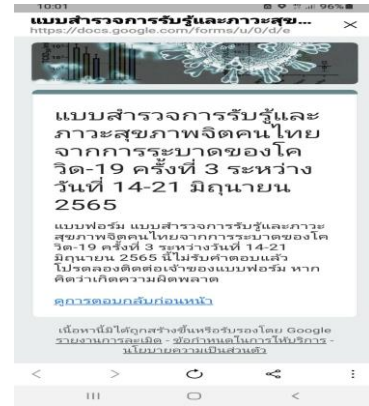 10:01
96%
แบบสำรวจการรับรู้และภาวะสุข...
https://docs.google.com/forms/u/0/d/e
แบบสำรวจการรับรู้และ
ภาวะสุขภาพจิตคนไทย
จากการระบาดของโค
วิด-19 ครั้งที่ 3 ระหว่าง
วันที่ 14-21 มิถุนายน
2565
แบบฟอร์ม แบบสำรวจการรับรู้และภาวะ
สุขภาพจิตคนไทยจากการระบาดของโค
วิด-19 ครั้งที่ 3 ระหว่างวันที่ 14-21
มิถุนายน 2565 นี้ไม่รับคำตอบแล้ว
โปรดลองติดต่อเจ้าของแบบฟอร์ม หาก
คิดว่าเกิดความผิดพลาด
ดูการตอบกลับก่อนหน้า
เนื้อหานี้มิได้ถูกสร้างขึ้นหรือรับรองโดย Google
รายงานการละเมิด - ข้อกำหนดในการให้บริการ -
นโยบายความเป็นส่วนตัว